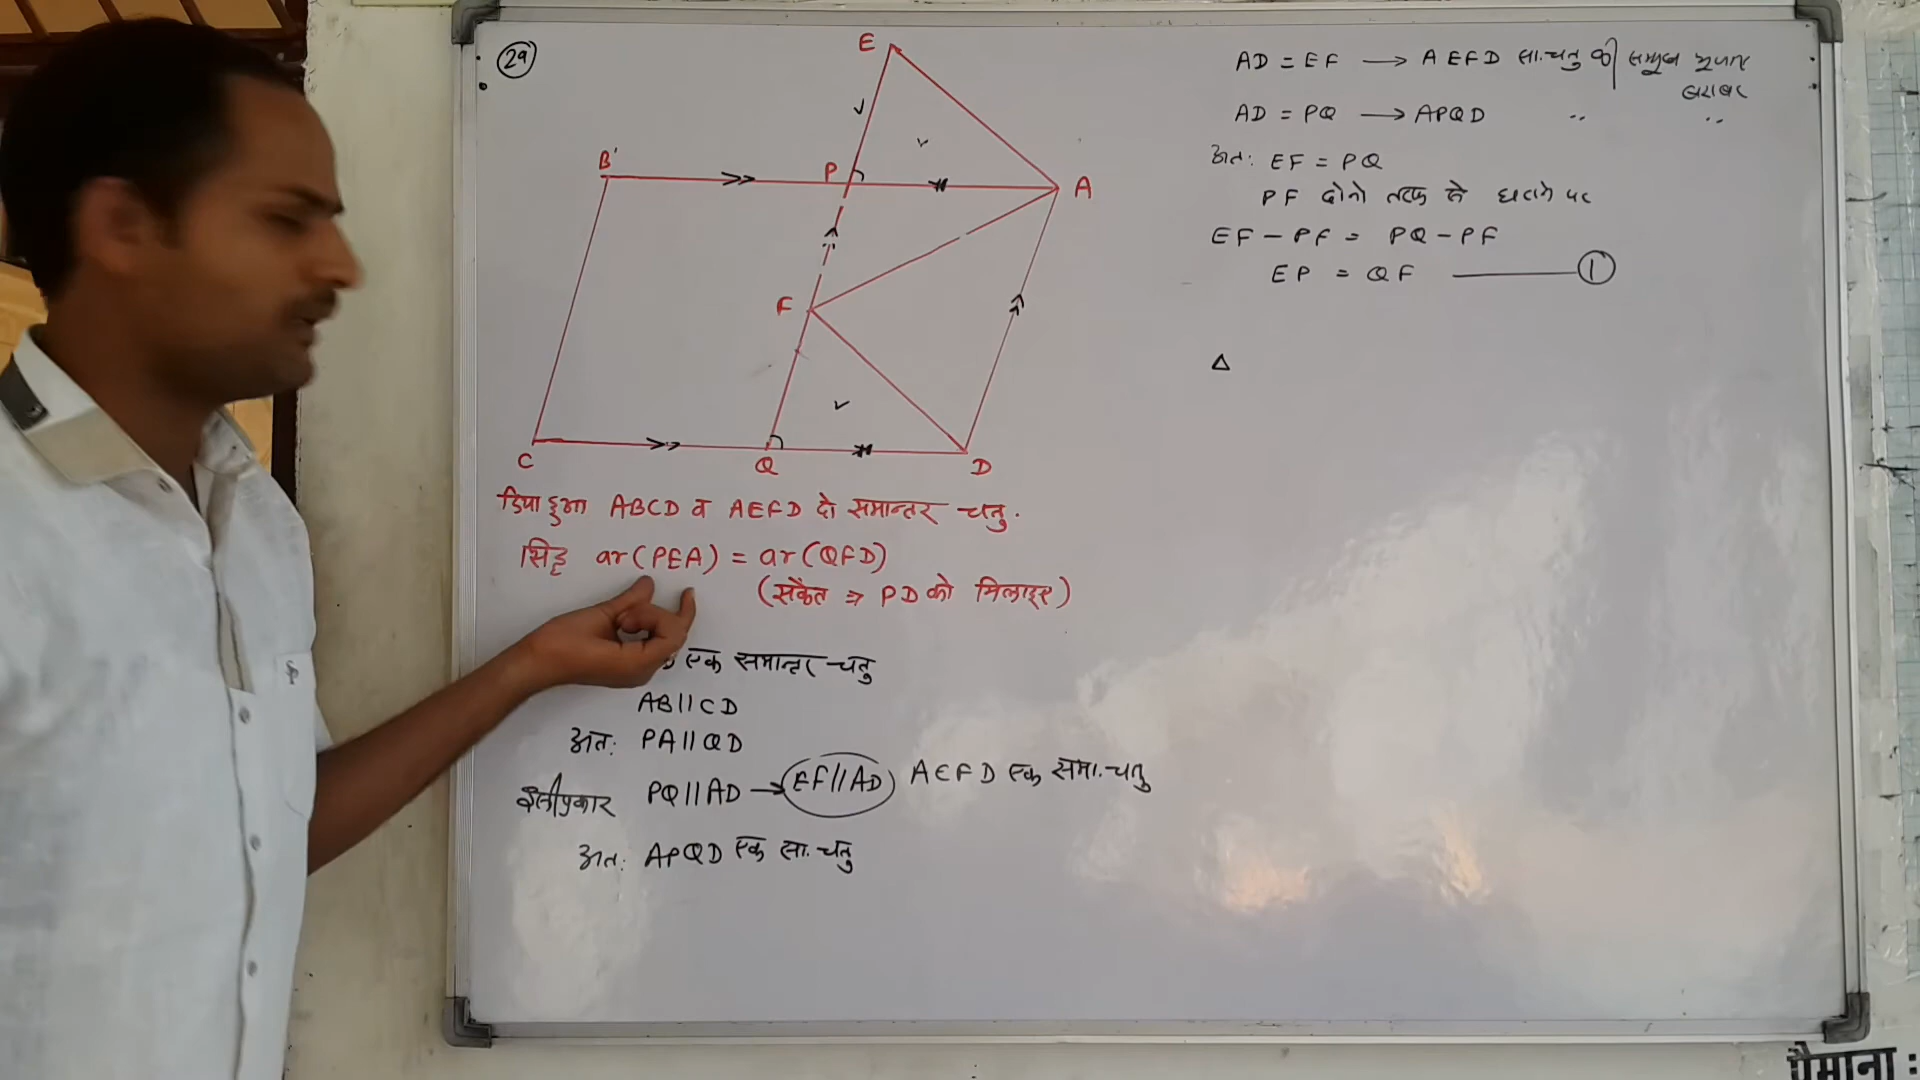 29
E
B'
P
A
F
C
Q
D
दिया हुआ ABCD व AEFD दो समान्तर चतु.
सिद्ध ar(PEA) = ar(QFD)
(संकेत ⇒ PD को मिलाइए)
एक समान्तर चतु
AB||CD
अत: PA||QD
इसीप्रकार PQ||AD → EF//AD AEFD एक समा.चतु
अत: APQD एक सा.चतु
AD = EF → AEFD सा.चतु की सम्मुख भुजाए
बराबर
AD = PQ → APQD " "
अत: EF = PQ
PF दोनो तरफ से घटाने पर
EF - PF = PQ - PF
EP = QF ——— 1
Δ
पैमाना :